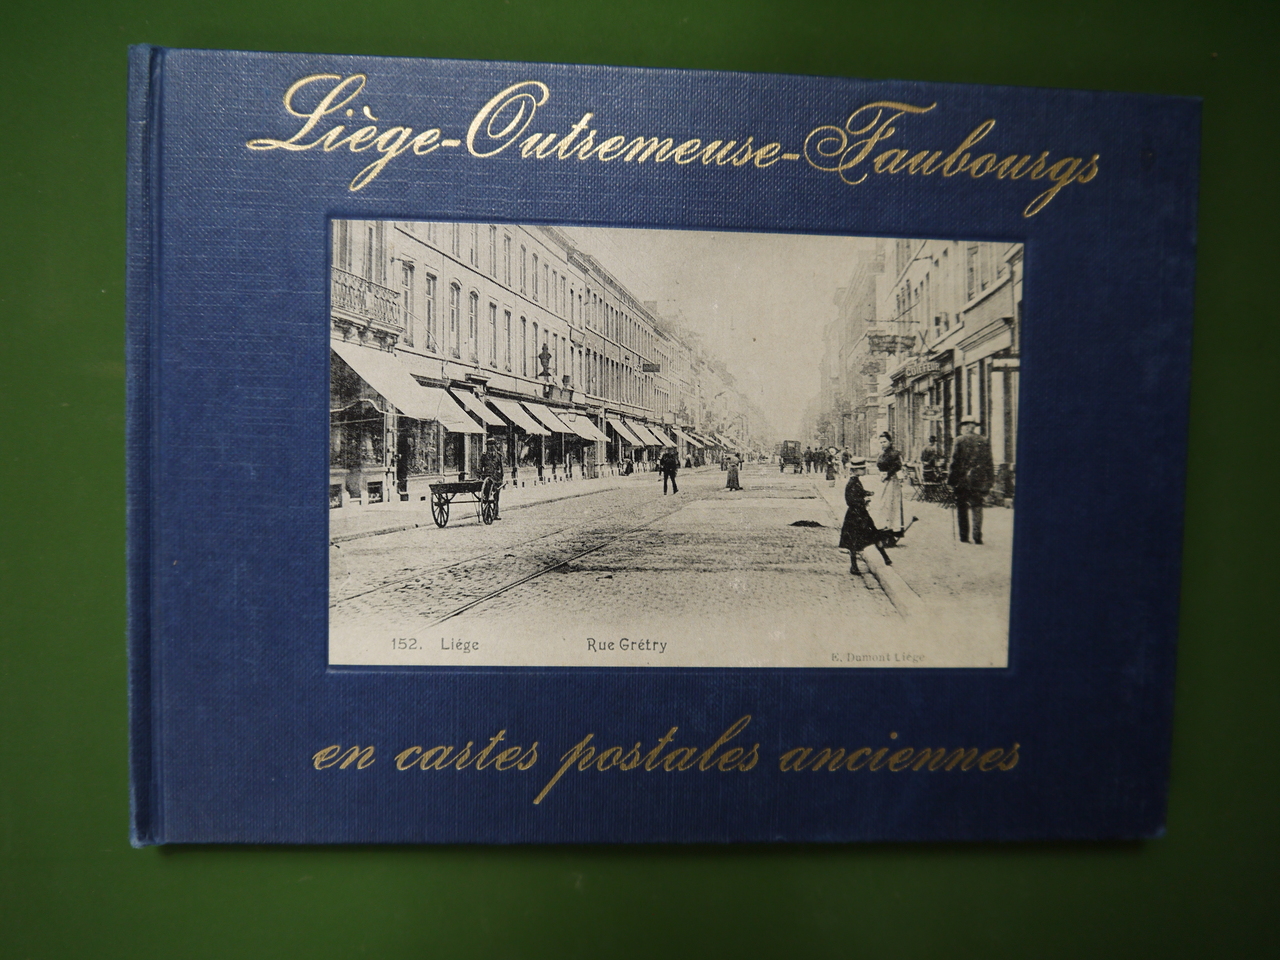 Liège-Outremeuse-Faubourgs
152. Liége
Rue Grétry
E. Dumont Liége
en cartes postales anciennes